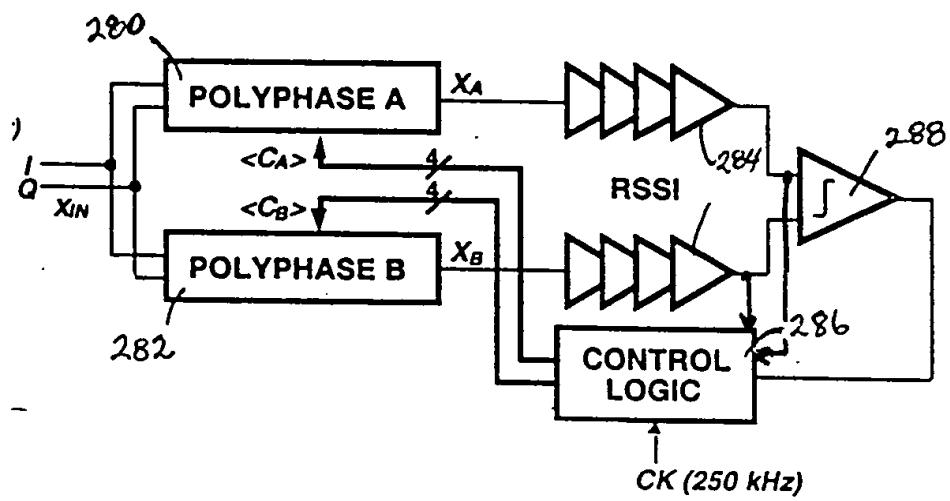 280
POLYPHASE A
XA
284
288
)
I
Q
XIN
<CA>
4
RSSI
<CB>
4
POLYPHASE B
XB
282
286
CONTROL
LOGIC
CK (250 kHz)